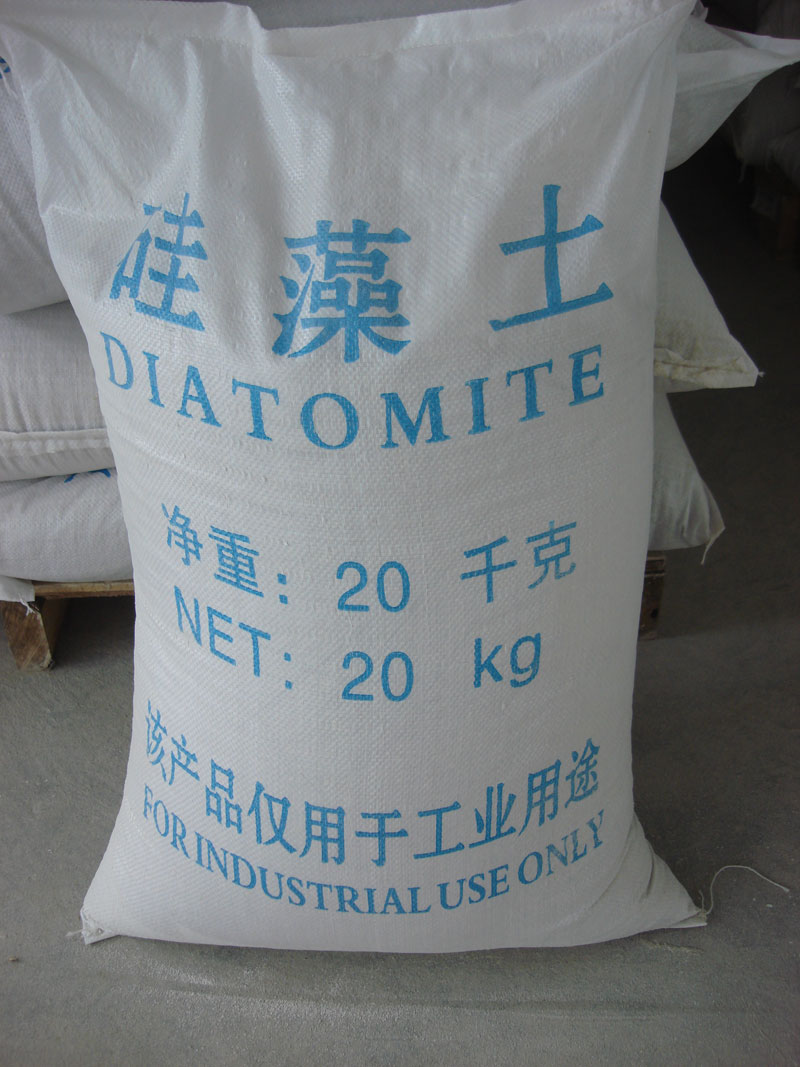 硅藻土
DIATOMITE
净重：20 千克
NET：20 kg
该产品仅用于工业用途
FOR INDUSTRIAL USE ONLY